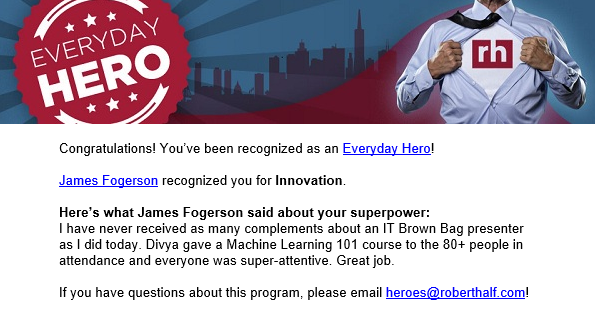 EVERYDAY
HERO
rh
Congratulations! You've been recognized as an Everyday Hero!
James Fogerson recognized you for Innovation.
Here's what James Fogerson said about your superpower:
I have never received as many complements about an IT Brown Bag presenter
as I did today. Divya gave a Machine Learning 101 course to the 80+ people in
attendance and everyone was super-attentive. Great job.
If you have questions about this program, please email heroes@roberthalf.com!